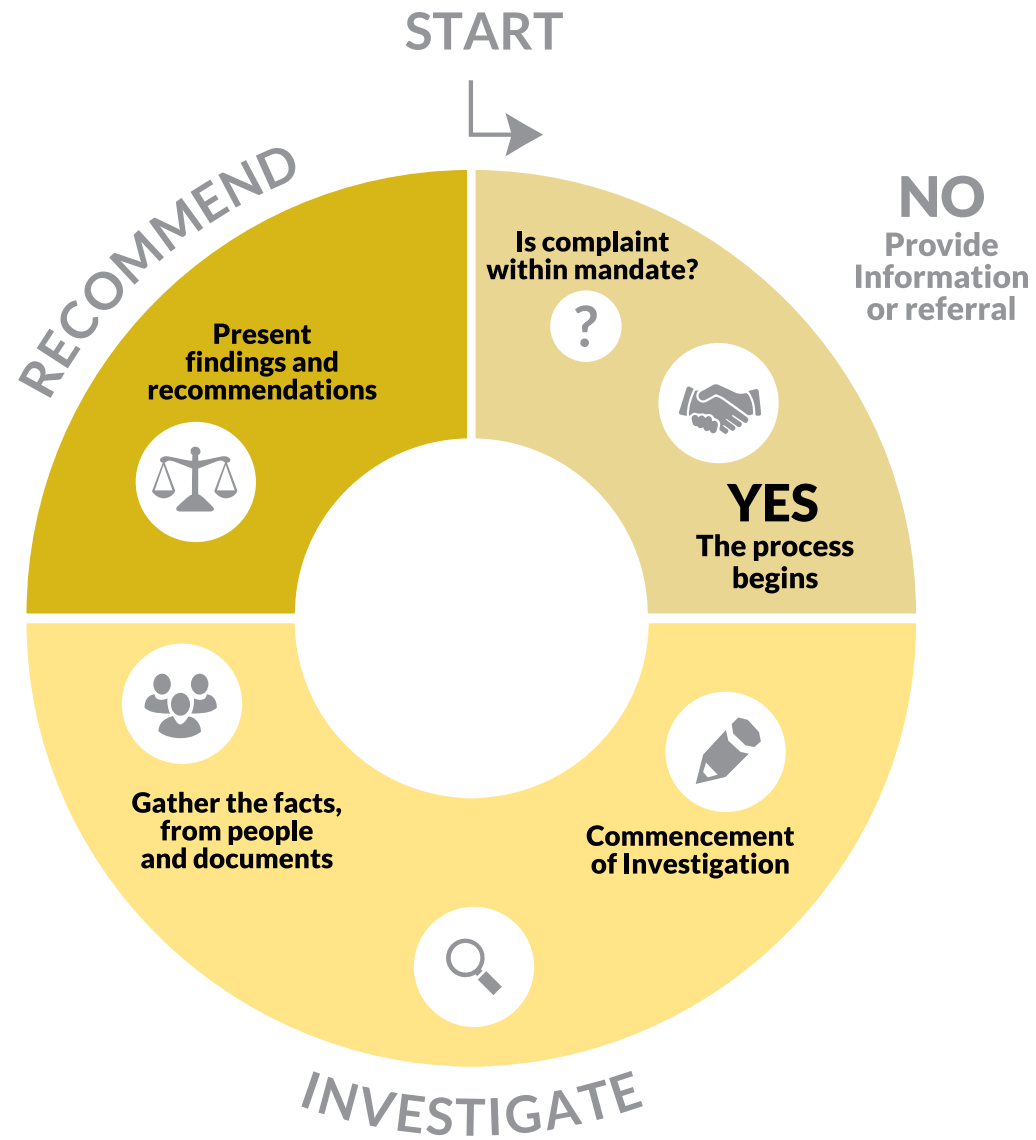 START
Is complaint
within mandate?
?
NO
Provide
Information
or referral
YES
The process
begins
Commencement
of Investigation
INVESTIGATE
Gather the facts,
from people
and documents
RECOMMEND
Present
findings and
recommendations